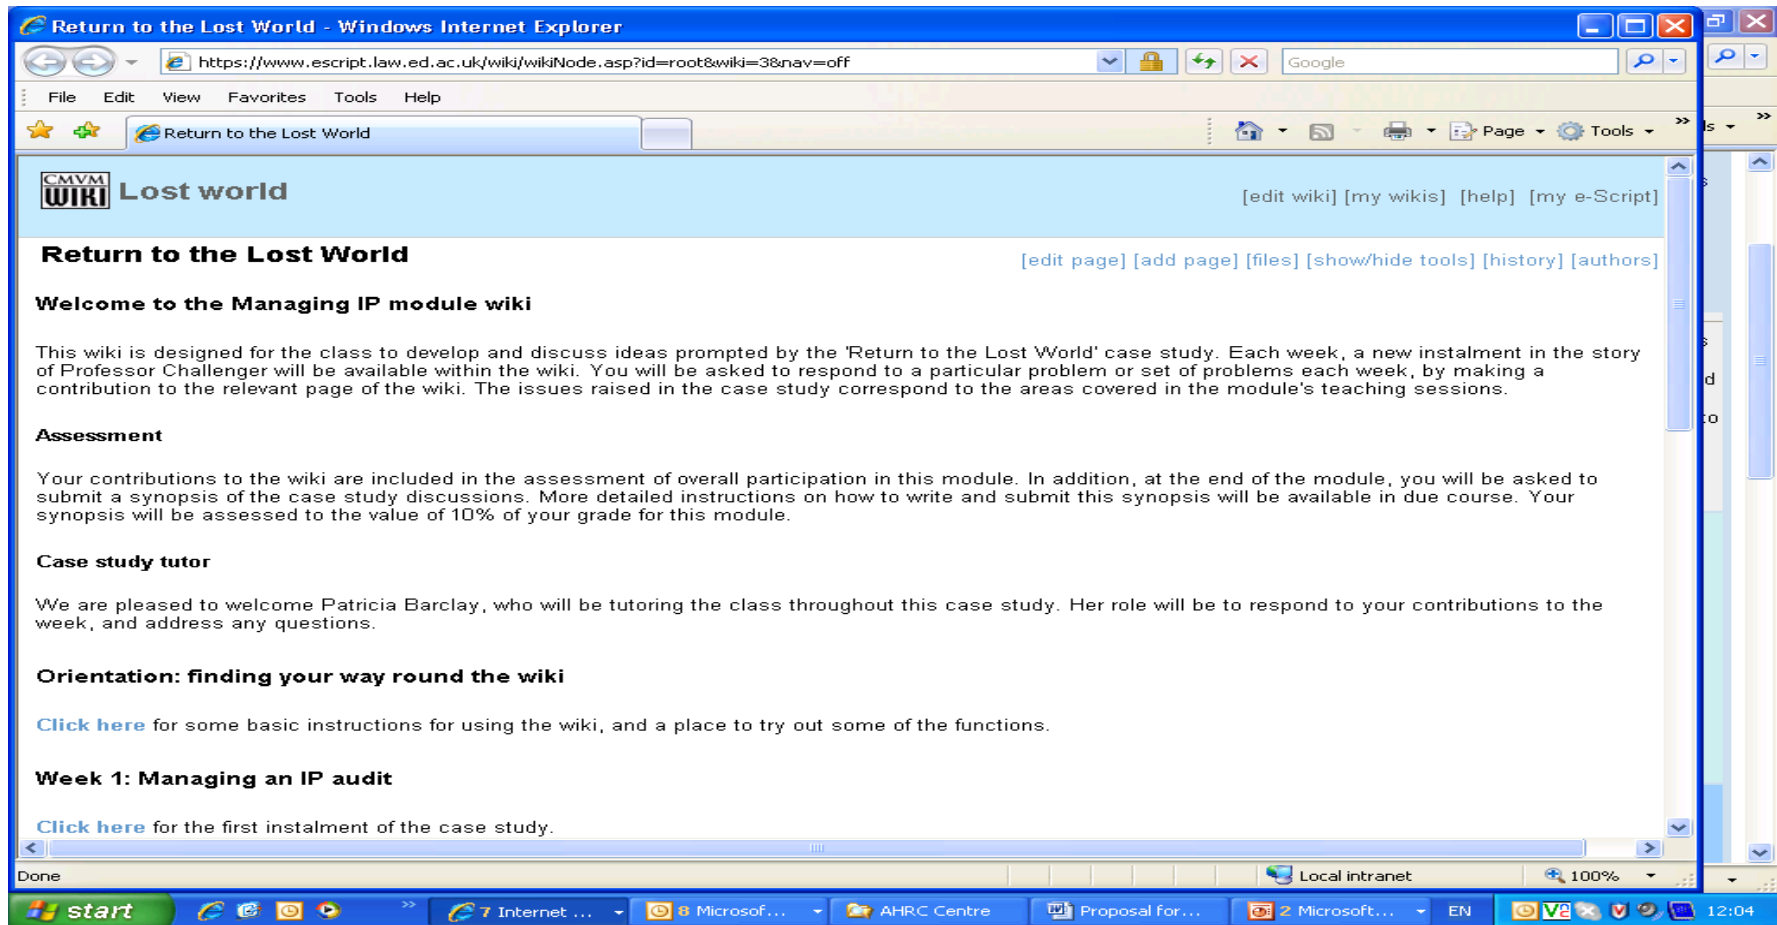 Return to the Lost World - Windows Internet Explorer
https://www.escript.law.ed.ac.uk/wiki/wikiNode.asp?id=root&wiki=3&nav=off
Google
File Edit View Favorites Tools Help
Return to the Lost World
Page Tools
CMVM
WIKI
Lost world
[edit wiki] [my wikis] [help] [my e-Script]
Return to the Lost World
[edit page] [add page] [files] [show/hide tools] [history] [authors]
Welcome to the Managing IP module wiki
This wiki is designed for the class to develop and discuss ideas prompted by the 'Return to the Lost World' case study. Each week, a new instalment in the story
of Professor Challenger will be available within the wiki. You will be asked to respond to a particular problem or set of problems each week, by making a
contribution to the relevant page of the wiki. The issues raised in the case study correspond to the areas covered in the module's teaching sessions.
Assessment
Your contributions to the wiki are included in the assessment of overall participation in this module. In addition, at the end of the module, you will be asked to
submit a synopsis of the case study discussions. More detailed instructions on how to write and submit this synopsis will be available in due course. Your
synopsis will be assessed to the value of 10% of your grade for this module.
Case study tutor
We are pleased to welcome Patricia Barclay, who will be tutoring the class throughout this case study. Her role will be to respond to your contributions to the
week, and address any questions.
Orientation: finding your way round the wiki
Click here for some basic instructions for using the wiki, and a place to try out some of the functions.
Week 1: Managing an IP audit
Click here for the first instalment of the case study.
Done
Local intranet
100%
start
7 Internet ...
8 Microsof...
AHRC Centre
Proposal for...
2 Microsoft...
EN
12:04